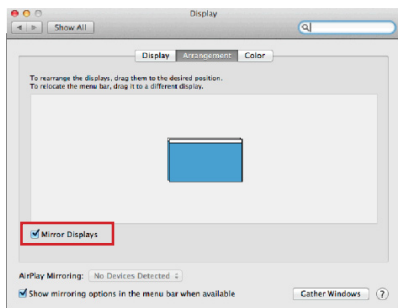 Display
Show All
Display Arrangement Color
To rearrange the displays, drag them to the desired position.
To relocate the menu bar, drag it to a different display.
Mirror Displays
AirPlay Mirroring: No Devices Detected
Show mirroring options in the menu bar when available
Gather Windows ?